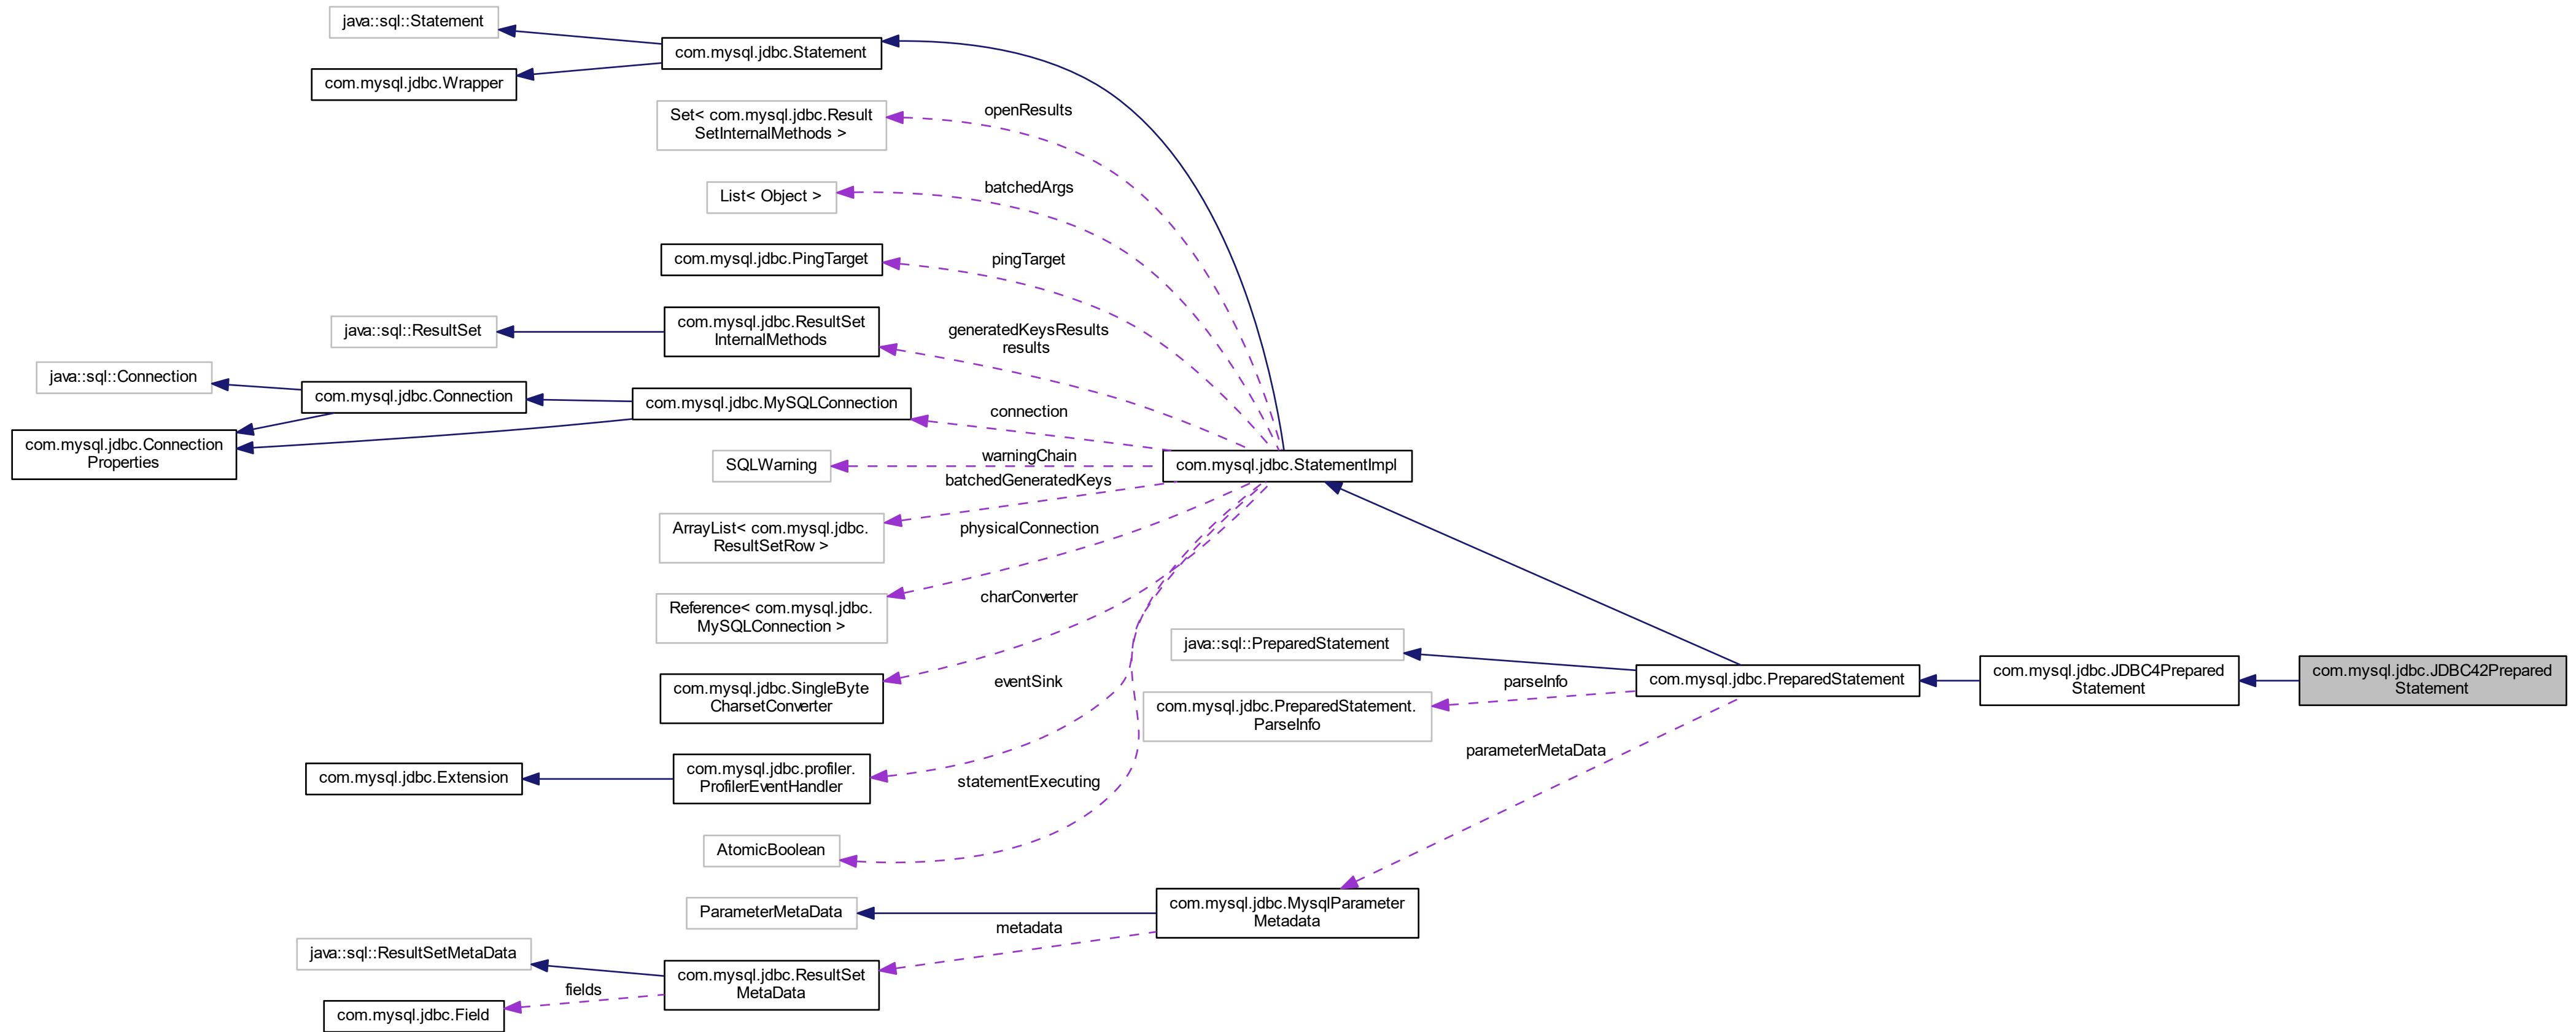 java::sql::Statement
com.mysql.jdbc.Statement
com.mysql.jdbc.Wrapper
Set< com.mysql.jdbc.Result
SetInternalMethods >
openResults
List< Object >
batchedArgs
com.mysql.jdbc.PingTarget
pingTarget
java::sql::ResultSet
com.mysql.jdbc.ResultSet
InternalMethods
generatedKeysResults
results
java::sql::Connection
com.mysql.jdbc.Connection
com.mysql.jdbc.MySQLConnection
connection
com.mysql.jdbc.Connection
Properties
SQLWarning
warningChain
com.mysql.jdbc.StatementImpl
batchedGeneratedKeys
ArrayList< com.mysql.jdbc.
ResultSetRow >
physicalConnection
Reference< com.mysql.jdbc.
MySQLConnection >
charConverter
java::sql::PreparedStatement
com.mysql.jdbc.SingleByte
CharsetConverter
eventSink
com.mysql.jdbc.PreparedStatement.
ParseInfo
parseInfo
com.mysql.jdbc.PreparedStatement
com.mysql.jdbc.JDBC4Prepared
Statement
com.mysql.jdbc.JDBC42Prepared
Statement
parameterMetaData
com.mysql.jdbc.Extension
com.mysql.jdbc.profiler.
ProfilerEventHandler
statementExecuting
AtomicBoolean
ParameterMetaData
com.mysql.jdbc.MysqlParameter
Metadata
metadata
java::sql::ResultSetMetaData
com.mysql.jdbc.ResultSet
MetaData
fields
com.mysql.jdbc.Field